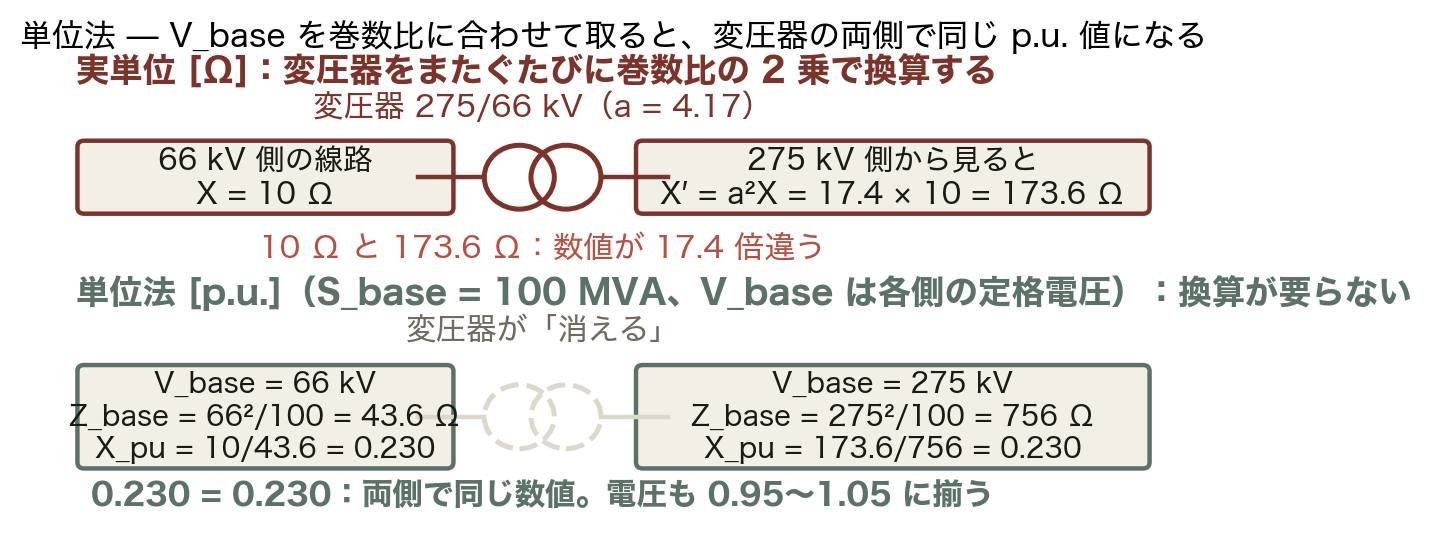 単位法 — V_base を巻数比に合わせて取ると、変圧器の両側で同じ p.u. 値になる
実単位 [Ω]：変圧器をまたぐたびに巻数比の 2 乗で換算する
変圧器 275/66 kV（a = 4.17）
66 kV 側の線路
X = 10 Ω
275 kV 側から見ると
X′ = a²X = 17.4 × 10 = 173.6 Ω
10 Ω と 173.6 Ω：数値が 17.4 倍違う
単位法 [p.u.]（S_base = 100 MVA、V_base は各側の定格電圧）：換算が要らない
変圧器が「消える」
V_base = 66 kV
Z_base = 66²/100 = 43.6 Ω
X_pu = 10/43.6 = 0.230
V_base = 275 kV
Z_base = 275²/100 = 756 Ω
X_pu = 173.6/756 = 0.230
0.230 = 0.230：両側で同じ数値。電圧も 0.95〜1.05 に揃う